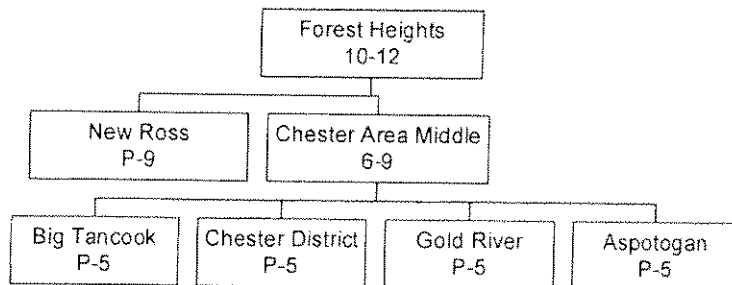 Forest Heights
10-12
New Ross
P-9
Chester Area Middle
6-9
Big Tancook
P-5
Chester District
P-5
Gold River
P-5
Aspotogan
P-5